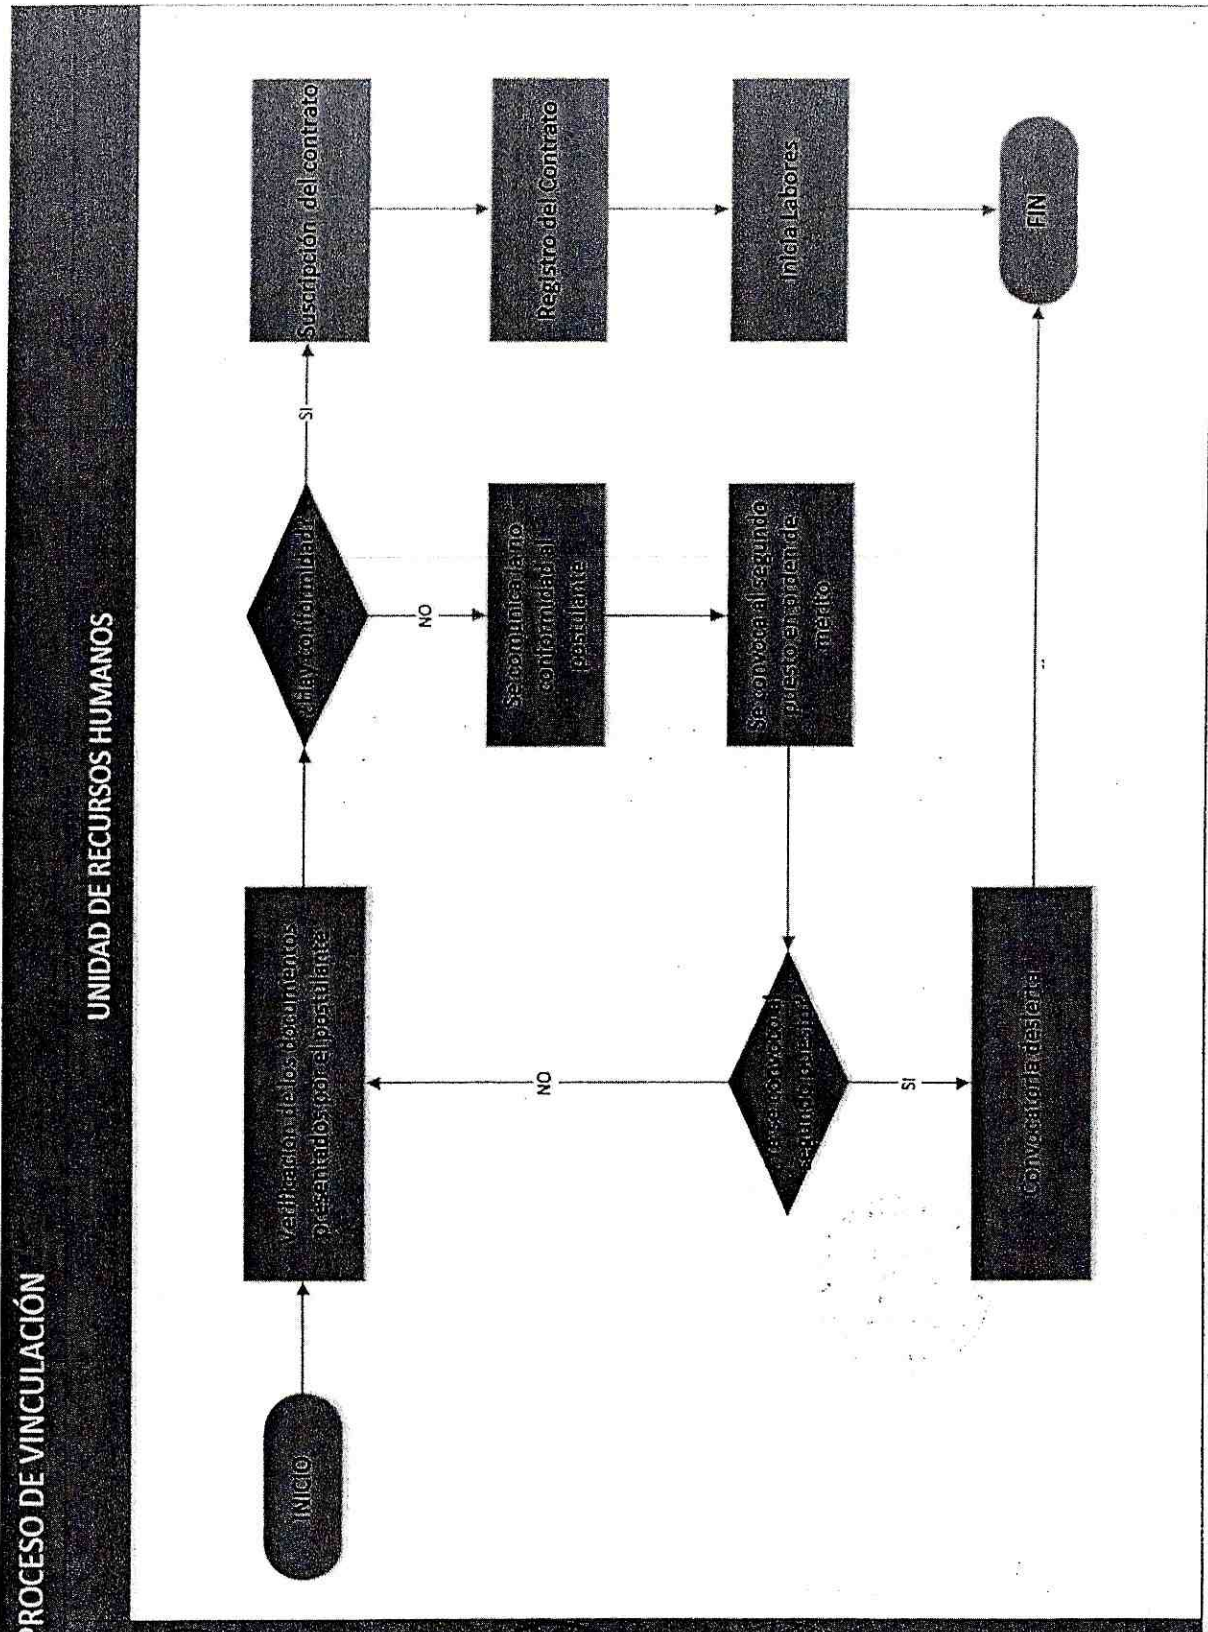 PROCESO DE VINCULACIÓN
UNIDAD DE RECURSOS HUMANOS
INICIO
Verificación de los documentos
presentados por el postulante
¿Hay conformidad?
SI
Suscripción del contrato
Registro del Contrato
Inicia Labores
FIN
NO
Se comunica la no
conformidad al
postulante
Se convoca al segundo
puesto en orden de
mérito
segundo puesto?
NO
SI
Convocatoria desierta